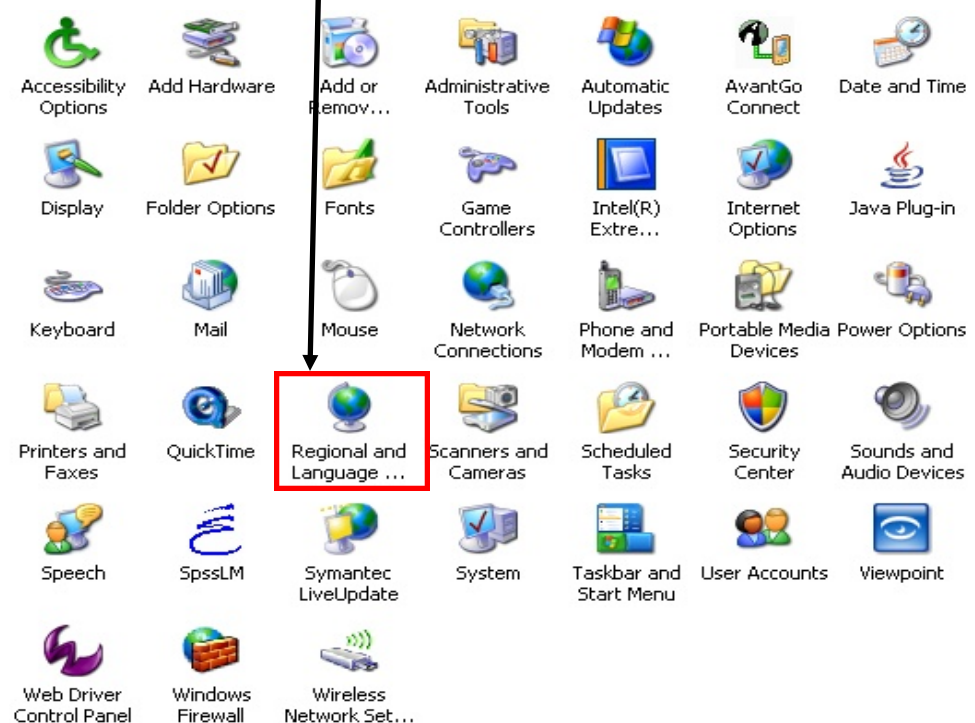 Accessibility Options
Add Hardware
Add or Remov...
Administrative Tools
Automatic Updates
AvantGo Connect
Date and Time
Display
Folder Options
Fonts
Game Controllers
Intel(R) Extre...
Internet Options
Java Plug-in
Keyboard
Mail
Mouse
Network Connections
Phone and Modem ...
Portable Media Devices
Power Options
Printers and Faxes
QuickTime
Regional and Language ...
Scanners and Cameras
Scheduled Tasks
Security Center
Sounds and Audio Devices
Speech
SpssLM
Symantec LiveUpdate
System
Taskbar and Start Menu
User Accounts
Viewpoint
Web Driver Control Panel
Windows Firewall
Wireless Network Set...